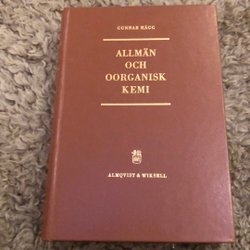 GUNNAR HÄGG
ALLMÄN
OCH
OORGANISK
KEMI
ALMQVIST & WIKSELL